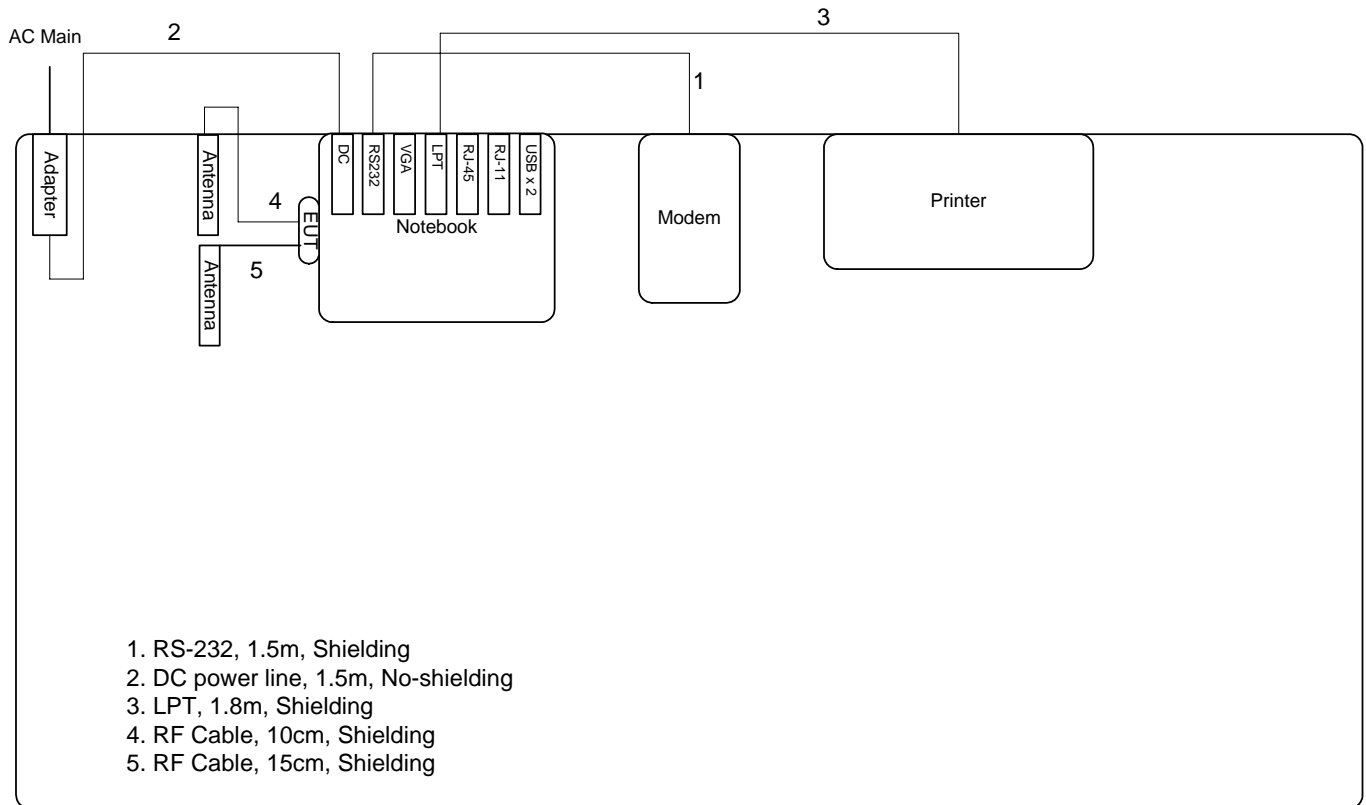 3
AC Main
2
1
Adapter
Antenna
DC
RS232
VGA
LPT
RJ-45
RJ-11
USB x 2
4
EUT
Notebook
Modem
Printer
Antenna
5
1. RS-232, 1.5m, Shielding
2. DC power line, 1.5m, No-shielding
3. LPT, 1.8m, Shielding
4. RF Cable, 10cm, Shielding
5. RF Cable, 15cm, Shielding